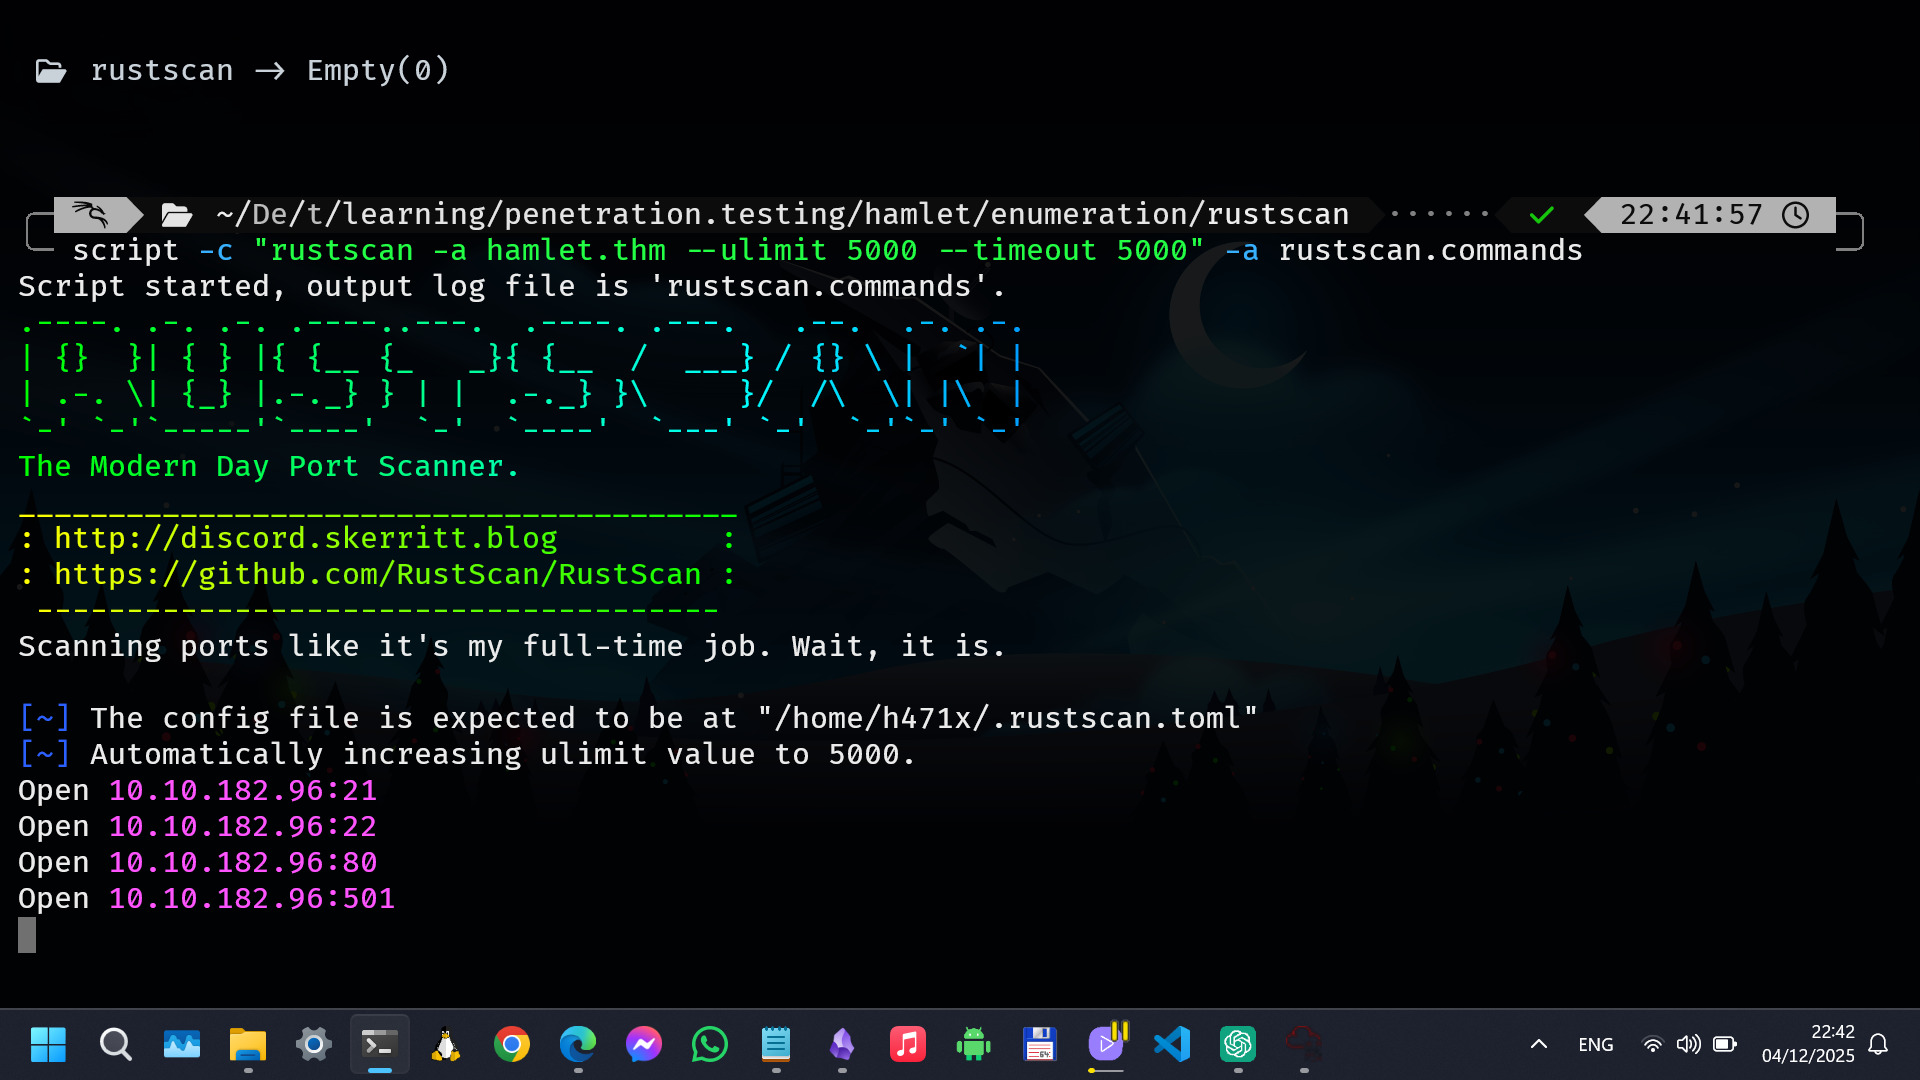 rustscan → Empty(0)
~/De/t/learning/penetration.testing/hamlet/enumeration/rustscan ······ ✓ 22:41:57
script -c "rustscan -a hamlet.thm --ulimit 5000 --timeout 5000" -a rustscan.commands
Script started, output log file is 'rustscan.commands'.
.----. .-. .-. .----..---.  .----. .---.   .--.  .-. .-.
| {}  }| { } |{ {__ {_   _}{ {__  /  ___} / {} \ |  `| |
| .-. \| {_} |.-._} } | |  .-._} }\     }/  /\  \| |\  |
`-' `-'`-----'`----'  `-'  `----'  `---' `-'  `-'`-' `-'
The Modern Day Port Scanner.
________________________________________
: http://discord.skerritt.blog         :
: https://github.com/RustScan/RustScan :
 --------------------------------------
Scanning ports like it's my full-time job. Wait, it is.
[~] The config file is expected to be at "/home/h471x/.rustscan.toml"
[~] Automatically increasing ulimit value to 5000.
Open 10.10.182.96:21
Open 10.10.182.96:22
Open 10.10.182.96:80
Open 10.10.182.96:501
64
ENG
22:42
04/12/2025